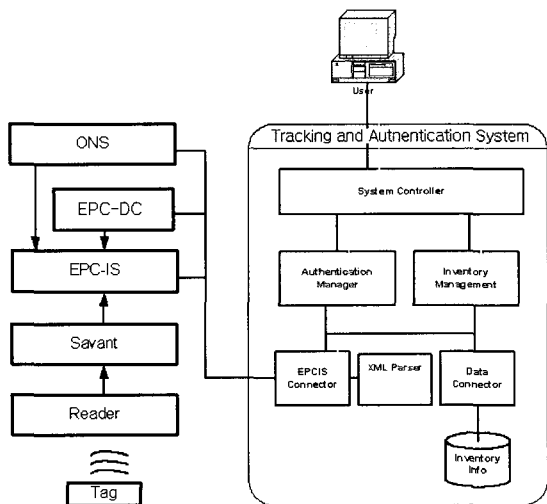 User
Tracking and Autnentication System
ONS
EPC-DC
EPC-IS
Savant
Reader
Tag
System Controller
Authentication
Manager
Inventory
Management
EPCIS
Connector
XML Parser
Data
Connector
Inventory
Info